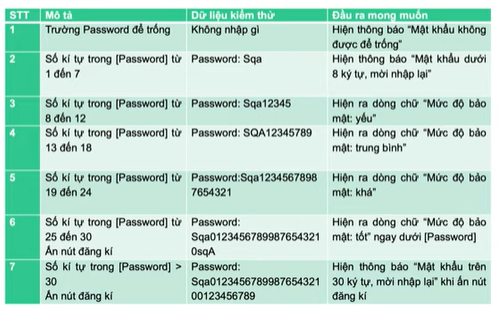 STT Mô tả Dữ liệu kiểm thử Đầu ra mong muốn
1 Trường Password để trống Không nhập gì Hiện thông báo “Mật khẩu không
được để trống”
2 Số kí tự trong [Password] từ Password: Sqa Hiện thông báo “Mật khẩu dưới
1 đến 7 8 ký tự, mời nhập lại”
3 Số kí tự trong [Password] từ Password: Sqa12345 Hiện ra dòng chữ “Mức độ bảo
8 đến 12 mật: yếu”
4 Số kí tự trong [Password] từ Password: SQA12345789 Hiện ra dòng chữ “Mức độ bảo
13 đến 18 mật: trung bình”
5 Số kí tự trong [Password] từ Password:Sqa1234567898 Hiện ra dòng chữ “Mức độ bảo
19 đến 24 7654321 mật: khá”
6 Số kí tự trong [Password] từ Password: Hiện ra dòng chữ “Mức độ bảo
25 đến 30 Sqa0123456789987654321 mật: tốt” ngay dưới [Password]
Ấn nút đăng kí 0sqA
7 Số kí tự trong [Password] > Password: Hiện thông báo “Mật khẩu trên
30 Sqa0123456789987654321 30 ký tự, mời nhập lại” khi ấn nút
Ấn nút đăng kí 00123456789 đăng kí